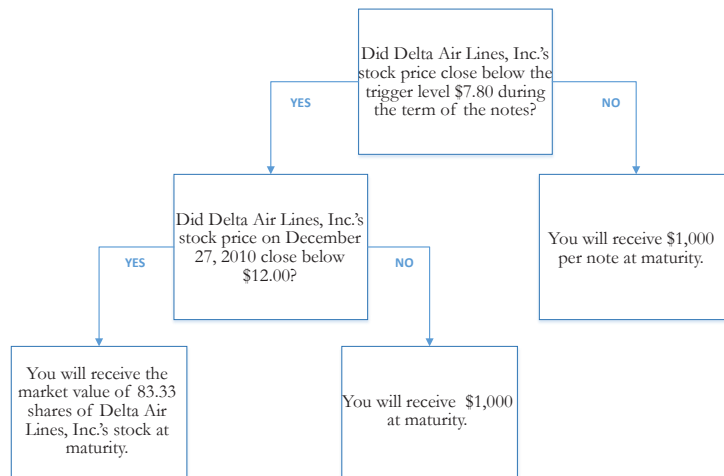 Did Delta Air Lines, Inc.'s
stock price close below the
trigger level $7.80 during
the term of the notes?
YES
NO
Did Delta Air Lines, Inc.'s
stock price on December
27, 2010 close below
$12.00?
You will receive $1,000
per note at maturity.
YES
NO
You will receive the
market value of 83.33
shares of Delta Air
Lines, Inc.'s stock at
maturity.
You will receive $1,000
at maturity.